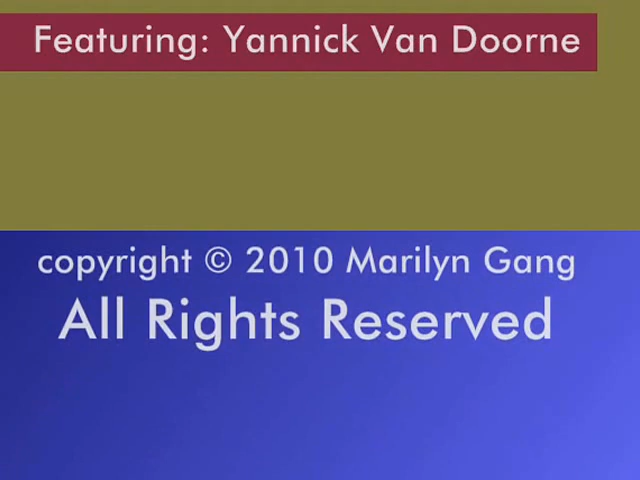 Featuring: Yannick Van Doorne
copyright © 2010 Marilyn Gang
All Rights Reserved